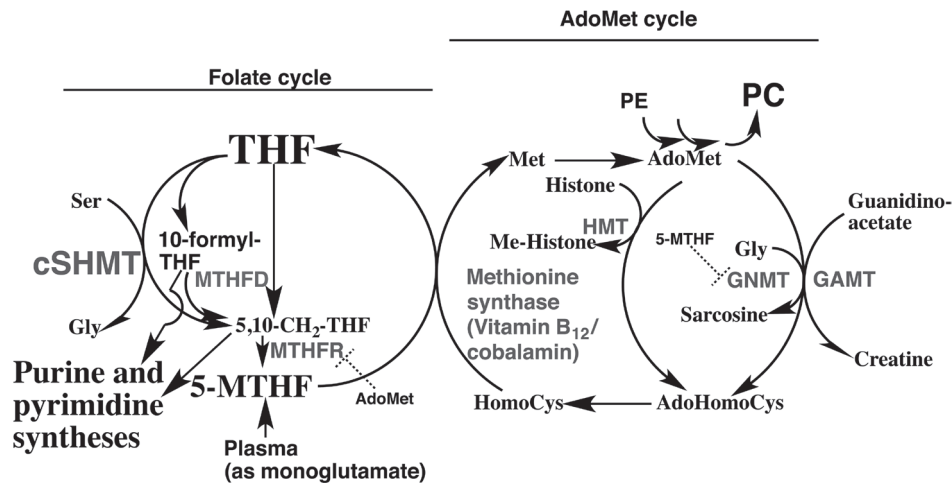 AdoMet cycle
Folate cycle
PE
PC
THF
Met
AdoMet
Ser
Histone
Guanidino-
acetate
10-formyl-
THF
HMT
Me-Histone
5-MTHF
Gly
cSHMT
MTHFD
Methionine
synthase
(Vitamin B₁₂/
cobalamin)
GNMT
GAMT
Sarcosine
Gly
5,10-CH₂-THF
MTHFR
Creatine
Purine and
pyrimidine
syntheses
5-MTHF
AdoMet
HomoCys
AdoHomoCys
Plasma
(as monoglutamate)